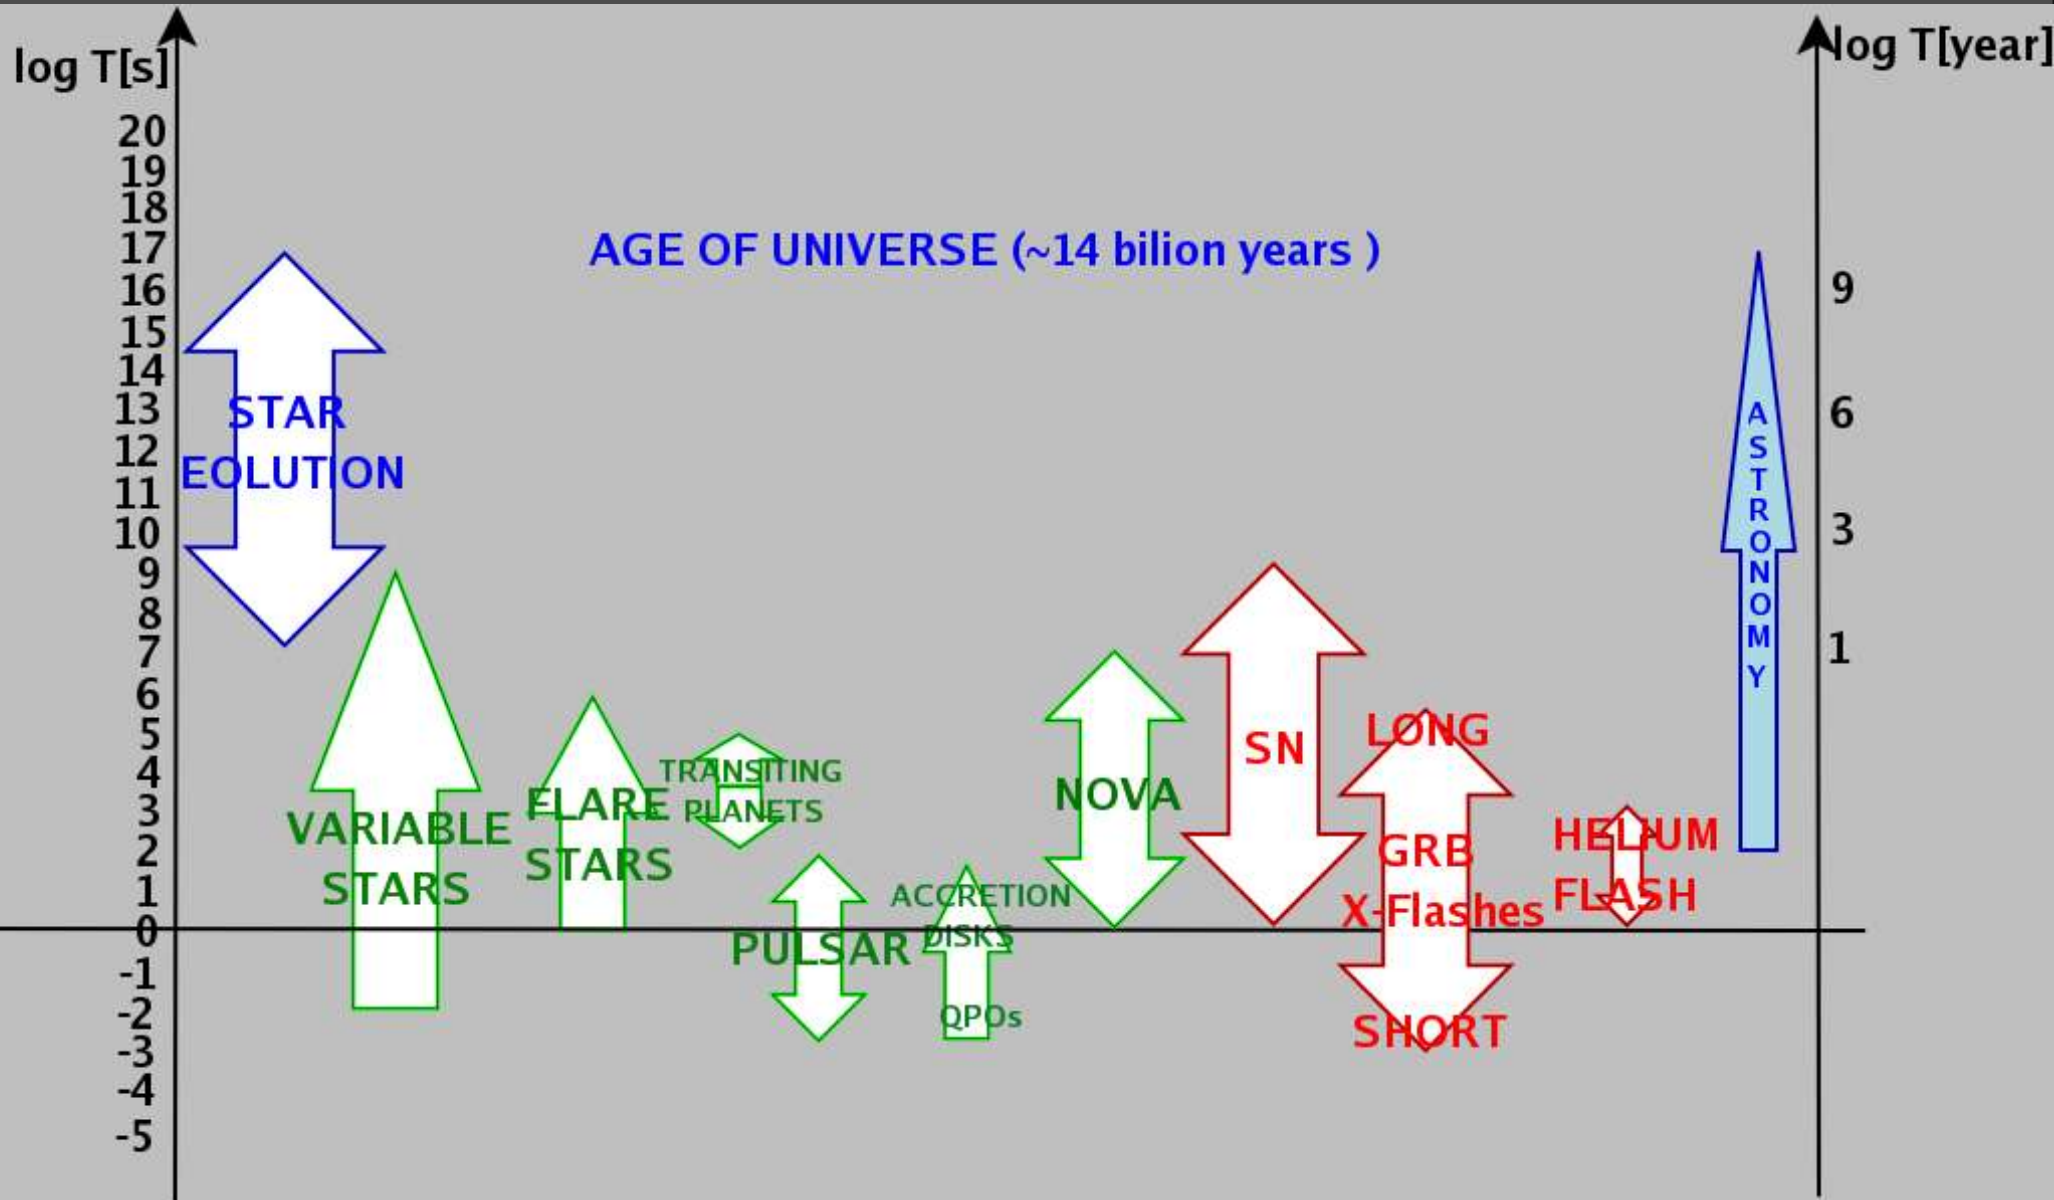 log T[s]
log T[year]
20
19
18
17
16
15
14
13
12
11
10
9
8
7
6
5
4
3
2
1
0
-1
-2
-3
-4
-5
AGE OF UNIVERSE (~14 bilion years )
STAR
EOLUTION
VARIABLE
STARS
FLARE
STARS
TRANSITING
PLANETS
PULSAR
ACCRETION
DISKS
QPOs
NOVA
SN
LONG
GRB
X-Flashes
SHORT
HELIUM
FLASH
A
S
T
R
O
N
O
M
Y
9
6
3
1